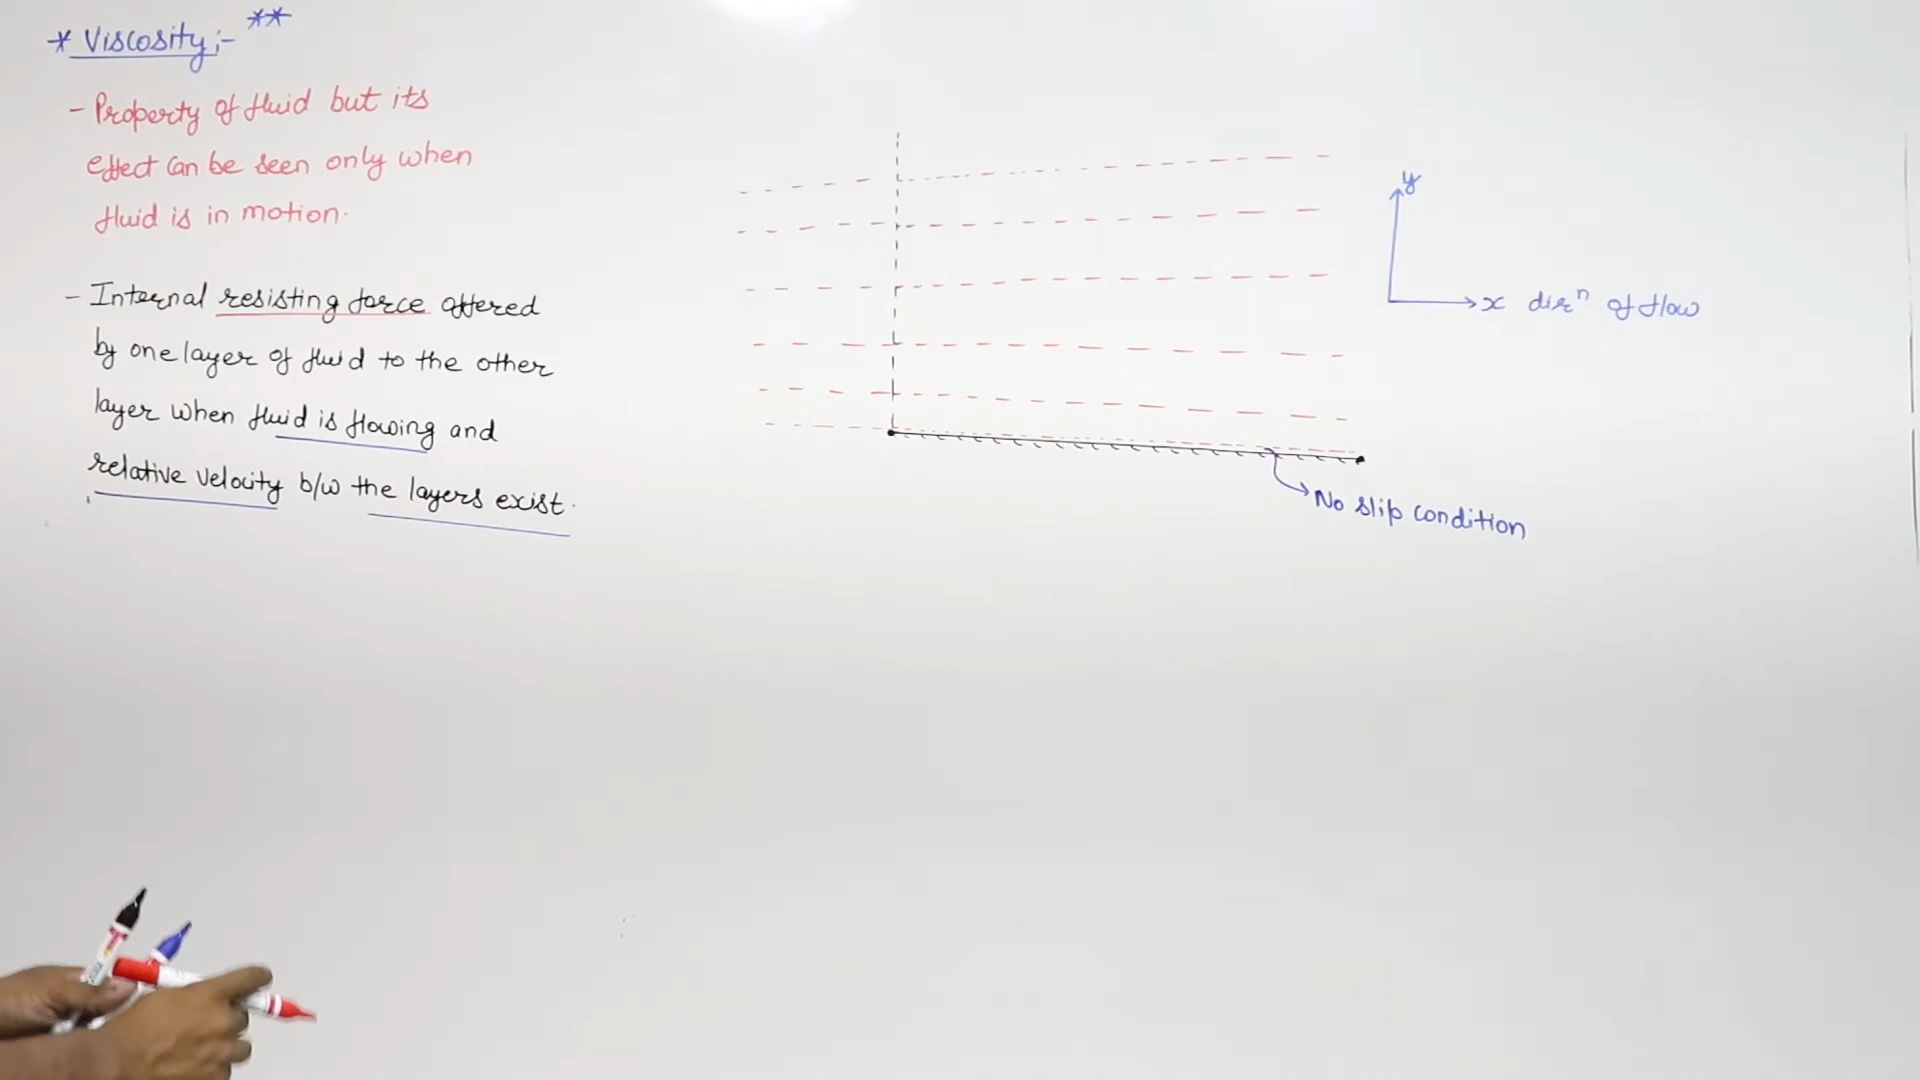 * Viscosity:- **
- Property of fluid but its
effect can be seen only when
fluid is in motion.
- Internal resisting force offered
by one layer of fluid to the other
layer when fluid is flowing and
relative velocity b/w the layers exist.
y
x dirⁿ of flow
No slip condition